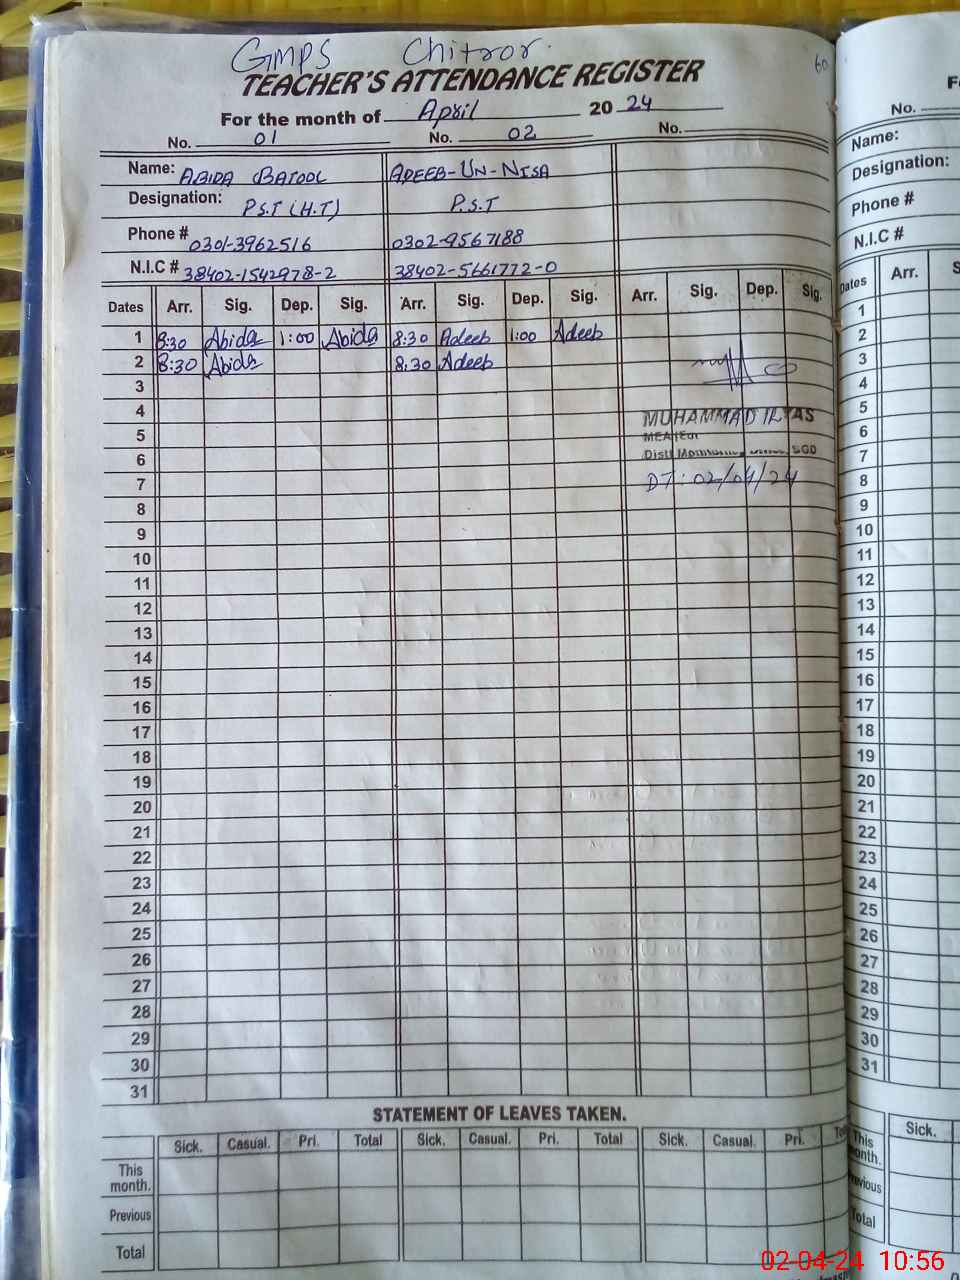 GMPS Chitror.
60
TEACHER'S ATTENDANCE REGISTER
For the month of April 20 24
No. 01 No. 02 No.
Name: ABIDA BATOOL ADEEB-UN-NISA
Designation: P.S.T (H.T) P.S.T
Phone # 0301-3962516 0302-9567188
N.I.C # 38402-1542978-2 38402-5661772-0
Dates Arr. Sig. Dep. Sig. Arr. Sig. Dep. Sig. Arr. Sig. Dep. Sig.
1 8:30 Abida 1:00 Abida 8:30 Adeeb 1:00 Adeeb
2 8:30 Abida 8:30 Adeeb
3
4
MUHAMMAD ILYAS
5
MEA
6
SGD
7
DT: 02/04/24
8
9
10
11
12
13
14
15
16
17
18
19
20
21
22
23
24
25
26
27
28
29
30
31
STATEMENT OF LEAVES TAKEN.
Sick. Casual. Pri. Total Sick. Casual. Pri. Total Sick. Casual. Pri.
This month.
Previous
Total
No.
Name:
Designation:
Phone #
N.I.C #
Dates Arr.
1
2
3
4
5
6
7
8
9
10
11
12
13
14
15
16
17
18
19
20
21
22
23
24
25
26
27
28
29
30
31
Sick.
This
Total
02-04-24 10:56